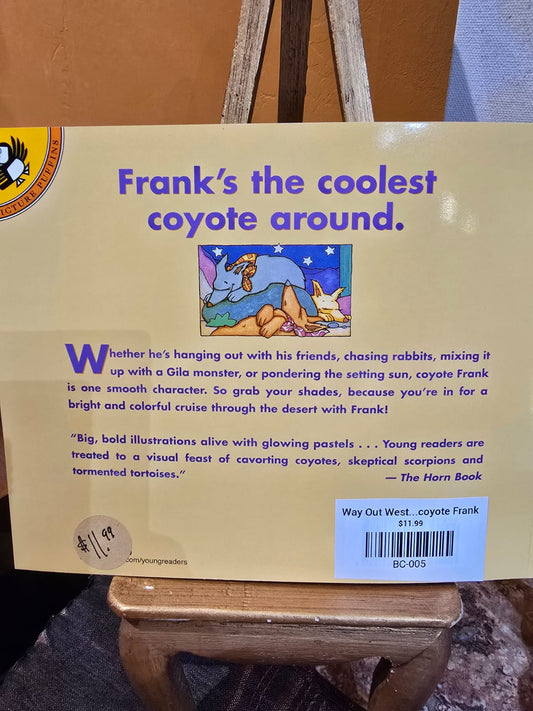 PICTURE PUFFINS
Frank's the coolest
coyote around.
Whether he's hanging out with his friends, chasing rabbits, mixing it
up with a Gila monster, or pondering the setting sun, coyote Frank
is one smooth character. So grab your shades, because you're in for a
bright and colorful cruise through the desert with Frank!
"Big, bold illustrations alive with glowing pastels . . . Young readers are
treated to a visual feast of cavorting coyotes, skeptical scorpions and
tormented tortoises."
— The Horn Book
Way Out West...coyote Frank
$11.99
BC-005
$11.99
.com/youngreaders